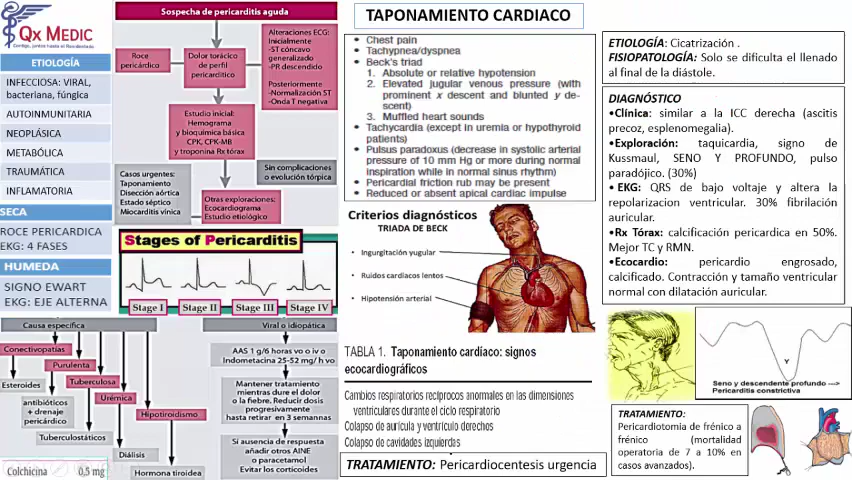 QX MEDIC
Contigo, juntos hasta la Residentado
ETIOLOGÍA
INFECCIOSA: VIRAL,
bacteriana, fúngica
AUTOINMUNITARIA
NEOPLÁSICA
METABÓLICA
TRAUMÁTICA
INFLAMATORIA
SECA
ROCE PERICARDICA
EKG: 4 FASES
HUMEDA
SIGNO EWART
EKG: EJE ALTERNA
Sospecha de pericarditis aguda
Roce
pericárdico
Dolor torácico
de perfil
pericardítico
Alteraciones ECG:
Inicialmente
-ST cóncavo
generalizado
-PR descendido
Posteriormente
-Normalización ST
-Onda T negativa
Estudio inicial:
Hemograma
y bioquímica básica
CPK, CPK-MB
y troponina Rx tórax
Casos urgentes:
Taponamiento
Disección aórtica
Estado séptico
Miocarditis vínica
Sin complicaciones
o evolución tórpica
Otras exploraciones:
Ecocardiograma
Estudio etiológico
Stages of Pericarditis
Stage I
Stage II
Stage III
Stage IV
Causa específica
Conectivopatías
Purulenta
Tuberculosa
Urémica
Hipotiroidismo
Esteroides
antibióticos
+ drenaje
pericárdico
Tuberculostáticos
Diálisis
Hormona tiroidea
Colchicina 0,5 mg
Viral o idiopática
AAS 1 g/6 horas vo o iv o
Indometacina 25-52 mg/ h vo
Mantener tratamiento
mientras dure el dolor
o la fiebre. Reducir dosis
progresivamente
hasta retirar en 3 semanas
Si ausencia de respuesta
añadir otros AINE
o paracetamol
Evitar los corticoides
TAPONAMIENTO CARDIACO
• Chest pain
• Tachypnea/dyspnea
• Beck's triad
1. Absolute or relative hypotension
2. Elevated jugular venous pressure (with
prominent x descent and blunted y de-
scent)
3. Muffled heart sounds
• Tachycardia (except in uremia or hypothyroid
patients)
• Pulsus paradoxus (decrease in systolic arterial
pressure of 10 mm Hg or more during normal
inspiration while in normal sinus rhythm)
• Pericardial friction rub may be present
• Reduced or absent apical cardiac impulse
Criterios diagnósticos
TRIADA DE BECK
• Ingurgitación yugular
• Ruidos cardiacos lentos
• Hipotensión arterial
TABLA 1. Taponamiento cardíaco: signos
ecocardiográficos
Cambios respiratorios recíprocos anormales en las dimensiones
ventriculares durante el ciclo respiratorio
Colapso de aurícula y ventrículo derechos
Colapso de cavidades izquierdas
TRATAMIENTO: Pericardiocentesis urgencia
ETIOLOGÍA: Cicatrización .
FISIOPATOLOGÍA: Solo se dificulta el llenado
al final de la diástole.
DIAGNÓSTICO
•Clínica: similar a la ICC derecha (ascitis
precoz, esplenomegalia).
•Exploración: taquicardia, signo de
Kussmaul, SENO Y PROFUNDO, pulso
paradójico. (30%)
•EKG: QRS de bajo voltaje y altera la
repolarizacion ventricular. 30% fibrilación
auricular.
•Rx Tórax: calcificación pericardica en 50%.
Mejor TC y RMN.
•Ecocardio: pericardio engrosado,
calcificado. Contracción y tamaño ventricular
normal con dilatación auricular.
Y
Seno y descendente profundo --->
Pericarditis constrictiva
TRATAMIENTO:
Pericardiotomia de frénico a
frénico (mortalidad
operatoria de 7 a 10% en
casos avanzados).